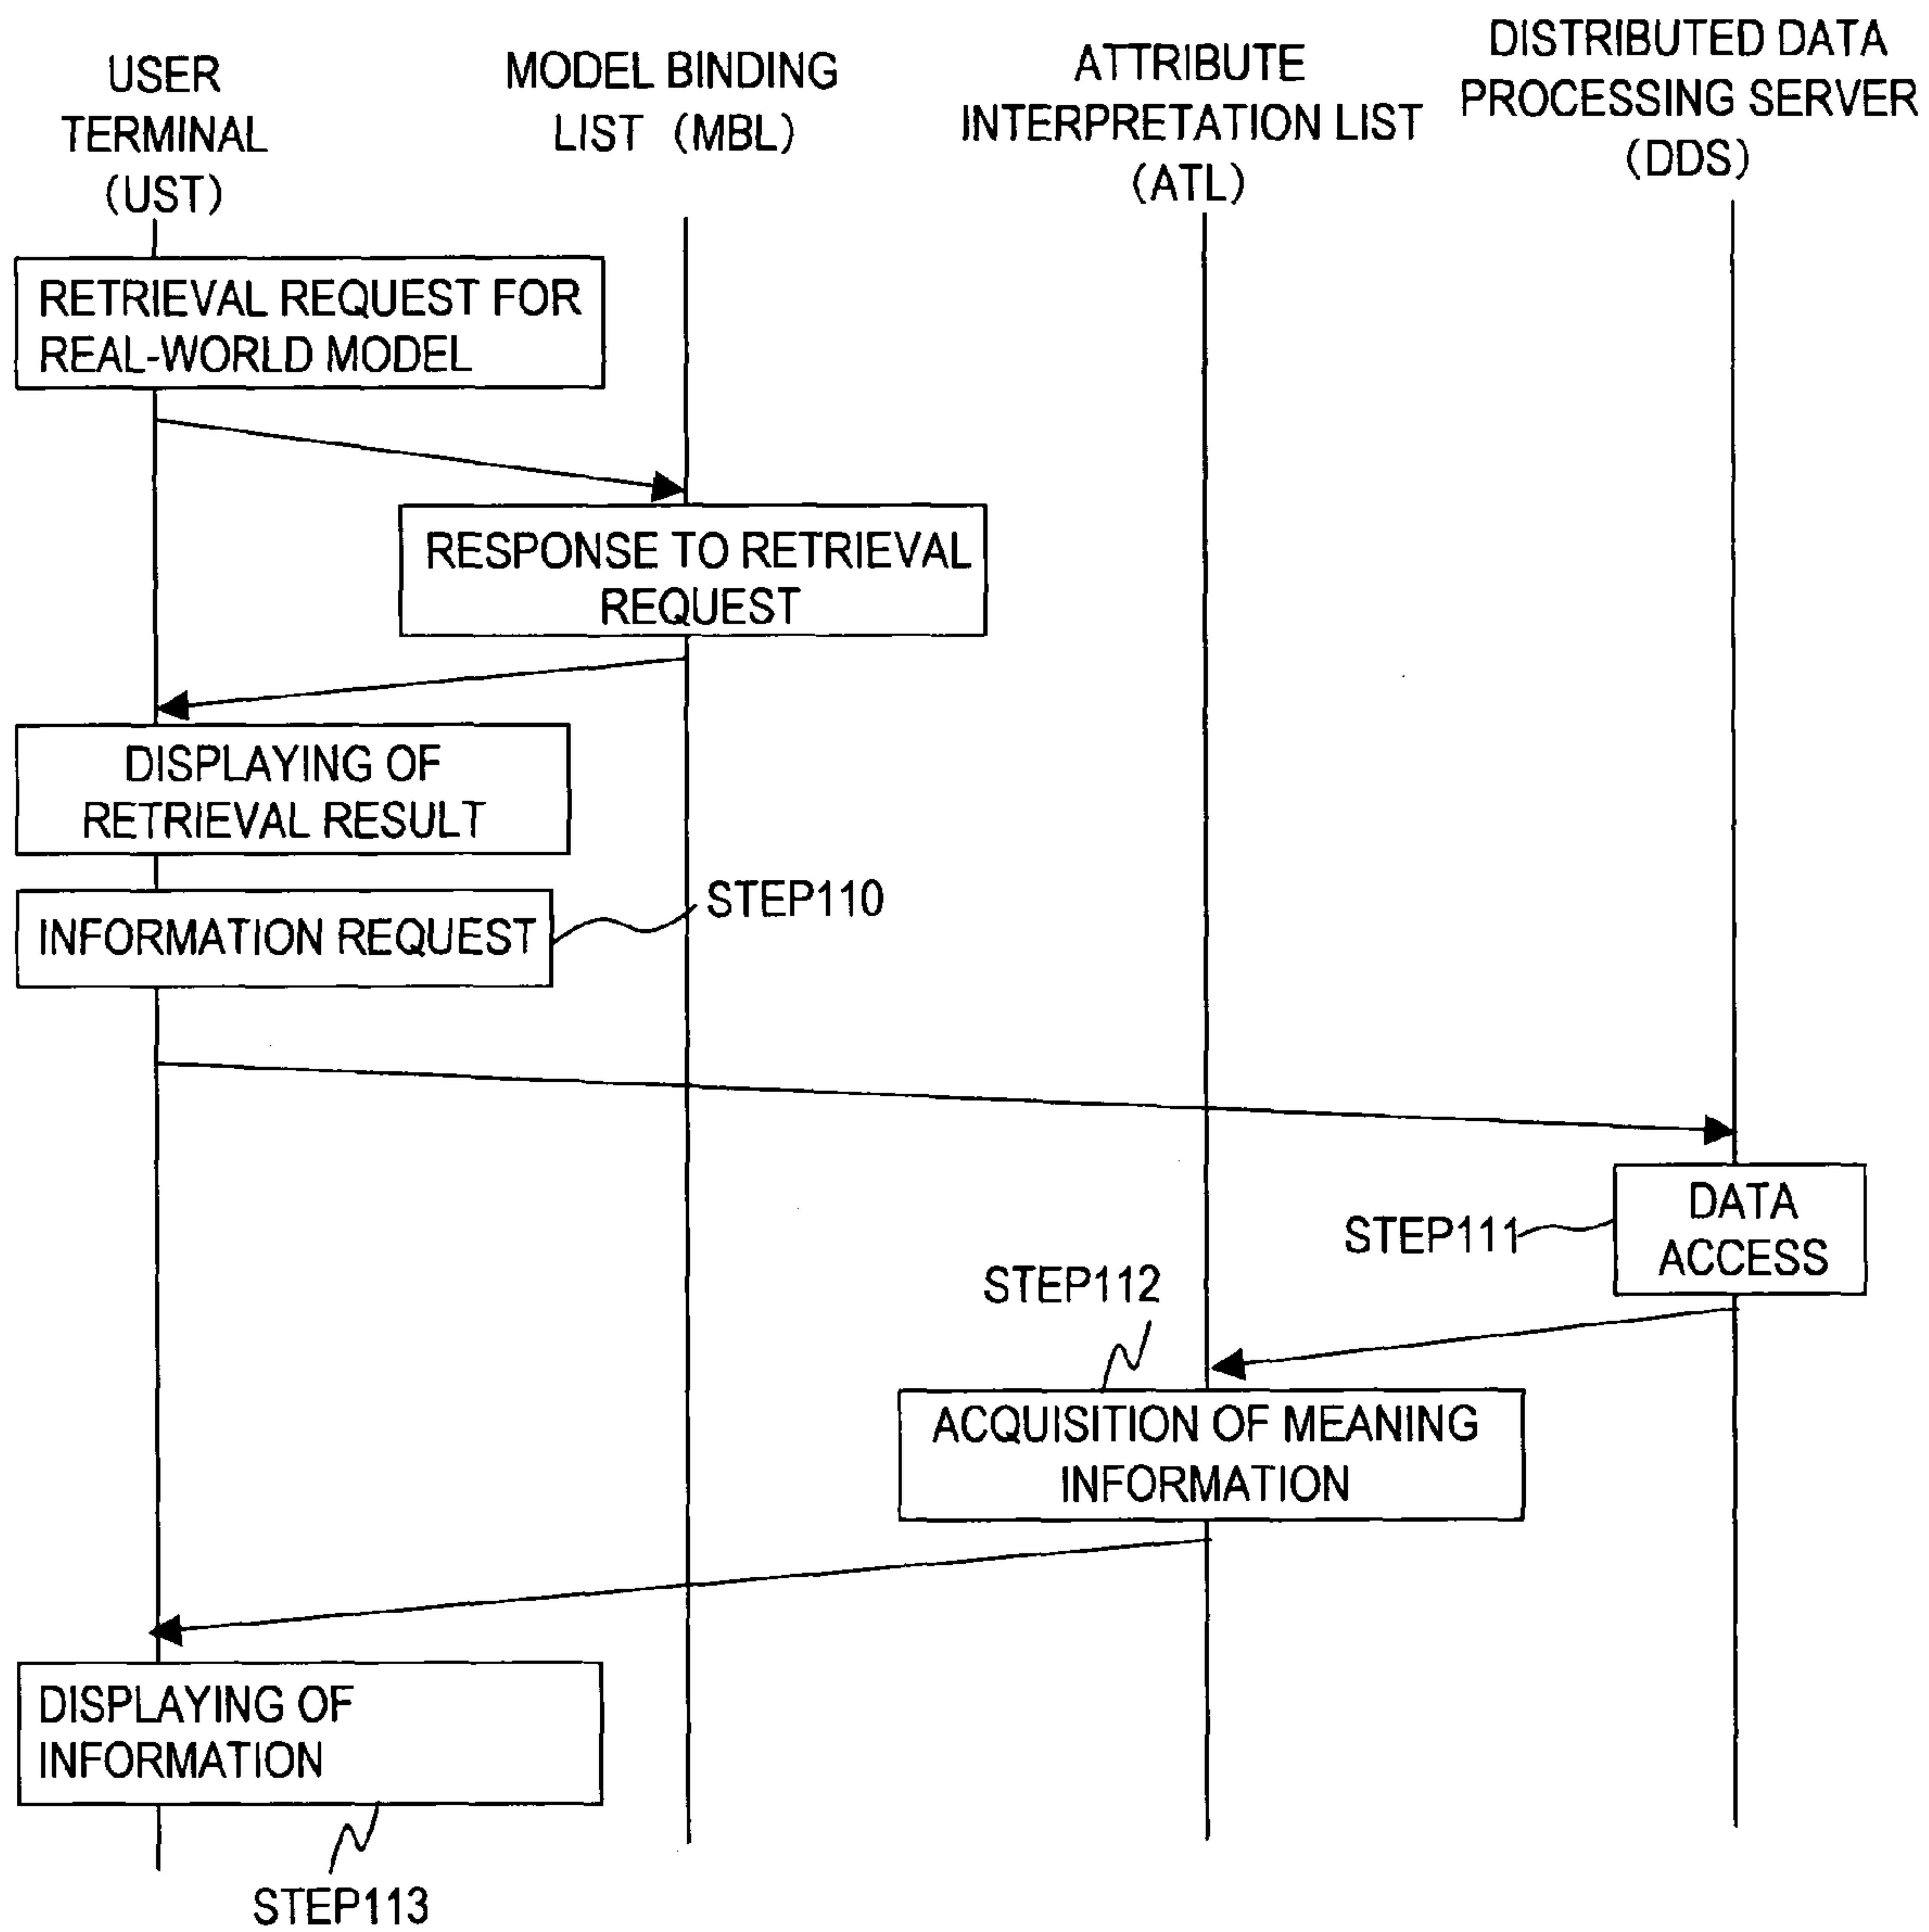 USER
TERMINAL
(UST)
MODEL BINDING
LIST (MBL)
ATTRIBUTE
INTERPRETATION LIST
(ATL)
DISTRIBUTED DATA
PROCESSING SERVER
(DDS)
RETRIEVAL REQUEST FOR
REAL-WORLD MODEL
RESPONSE TO RETRIEVAL
REQUEST
DISPLAYING OF
RETRIEVAL RESULT
INFORMATION REQUEST
STEP110
DATA
ACCESS
STEP111
STEP112
ACQUISITION OF MEANING
INFORMATION
DISPLAYING OF
INFORMATION
STEP113